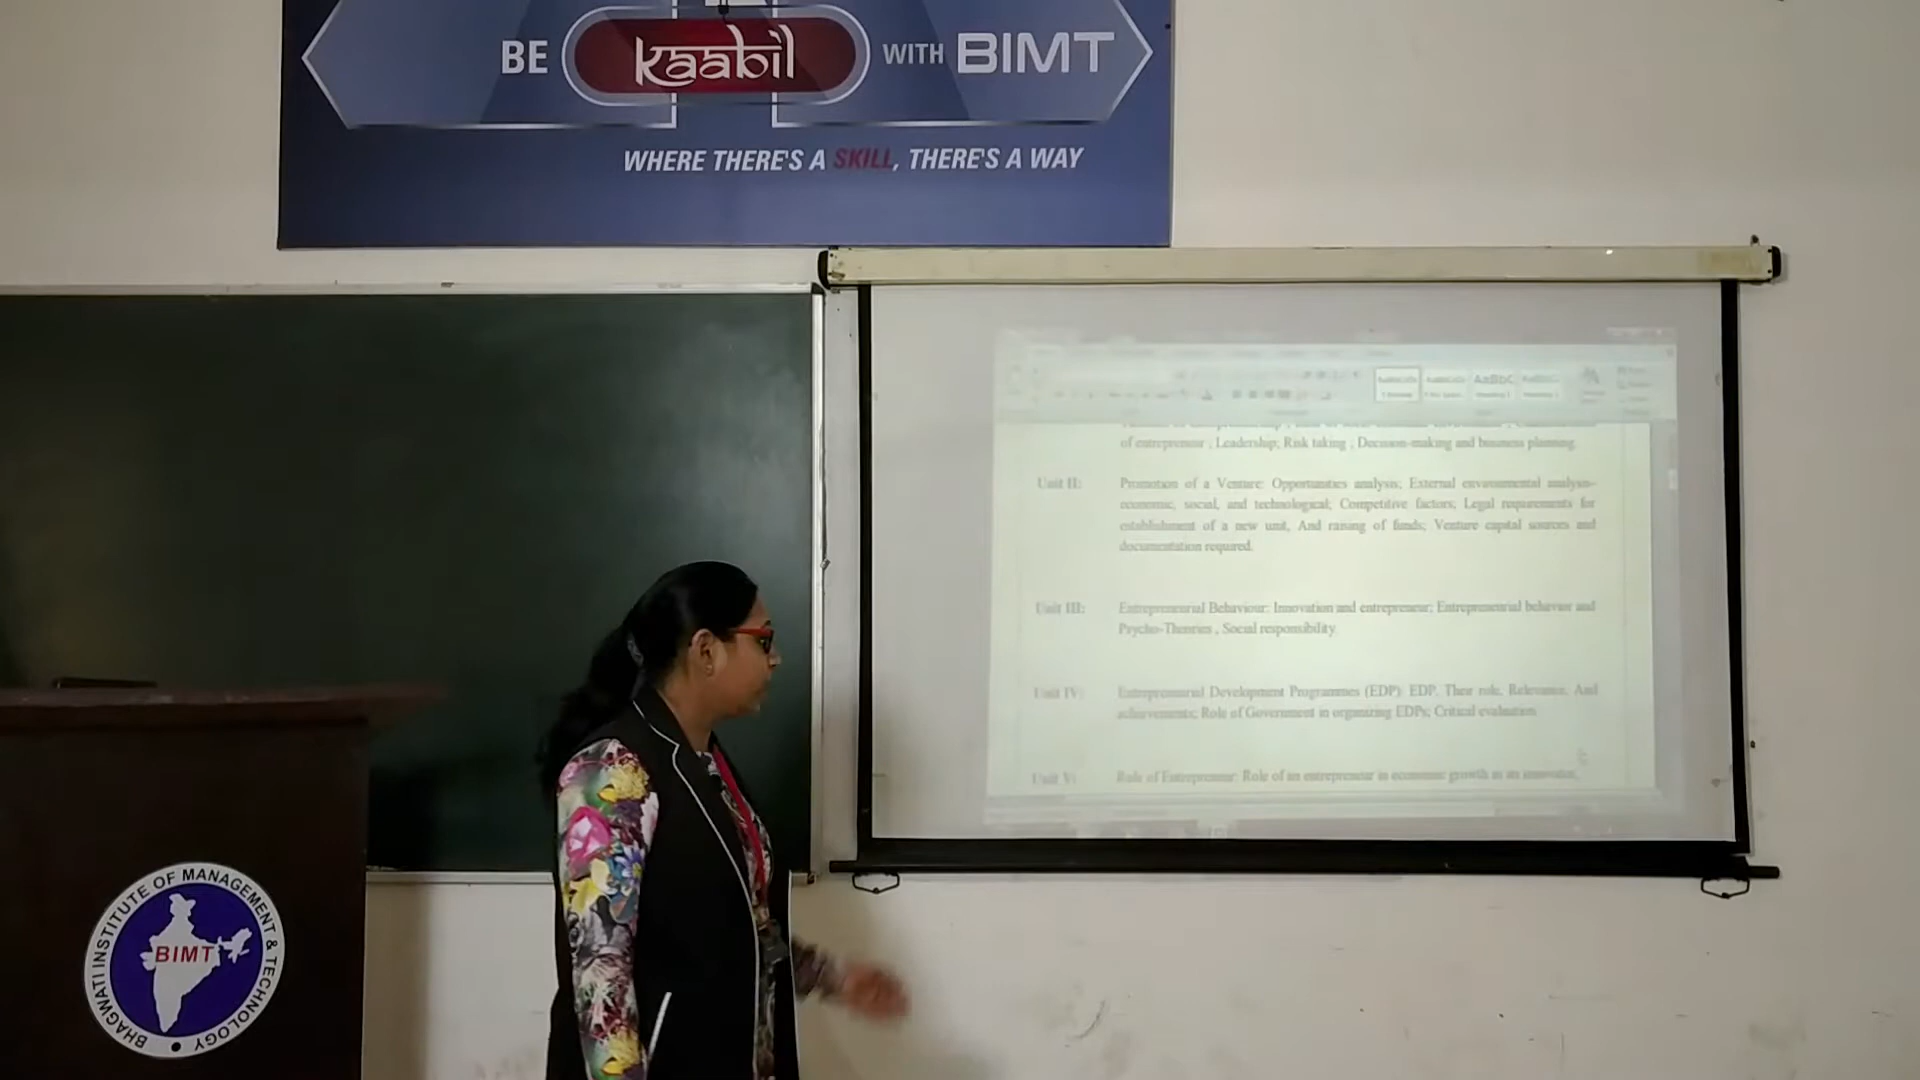 BE kaabil WITH BIMT
WHERE THERE'S A SKILL, THERE'S A WAY
of entrepreneur , Leadership; Risk taking ; Decision-making and business planning.
Unit II: Promotion of a Venture: Opportunities analysis; External environmental analysis-
economic, social, and technological; Competitive factors; Legal requirements for
establishment of a new unit, And raising of funds; Venture capital sources and
documentation required.
Unit III: Entrepreneurial Behaviour: Innovation and entrepreneur; Entrepreneurial behavior and
Psycho-Theories , Social responsibility.
Unit IV: Entrepreneurial Development Programmes (EDP): EDP, Their role, Relevance, And
achievements; Role of Government in organizing EDPs; Critical evaluation.
Unit V: Role of Entrepreneur: Role of an entrepreneur in economic growth as an innovator,
BHAGWATI INSTITUTE OF MANAGEMENT & TECHNOLOGY
BIMT